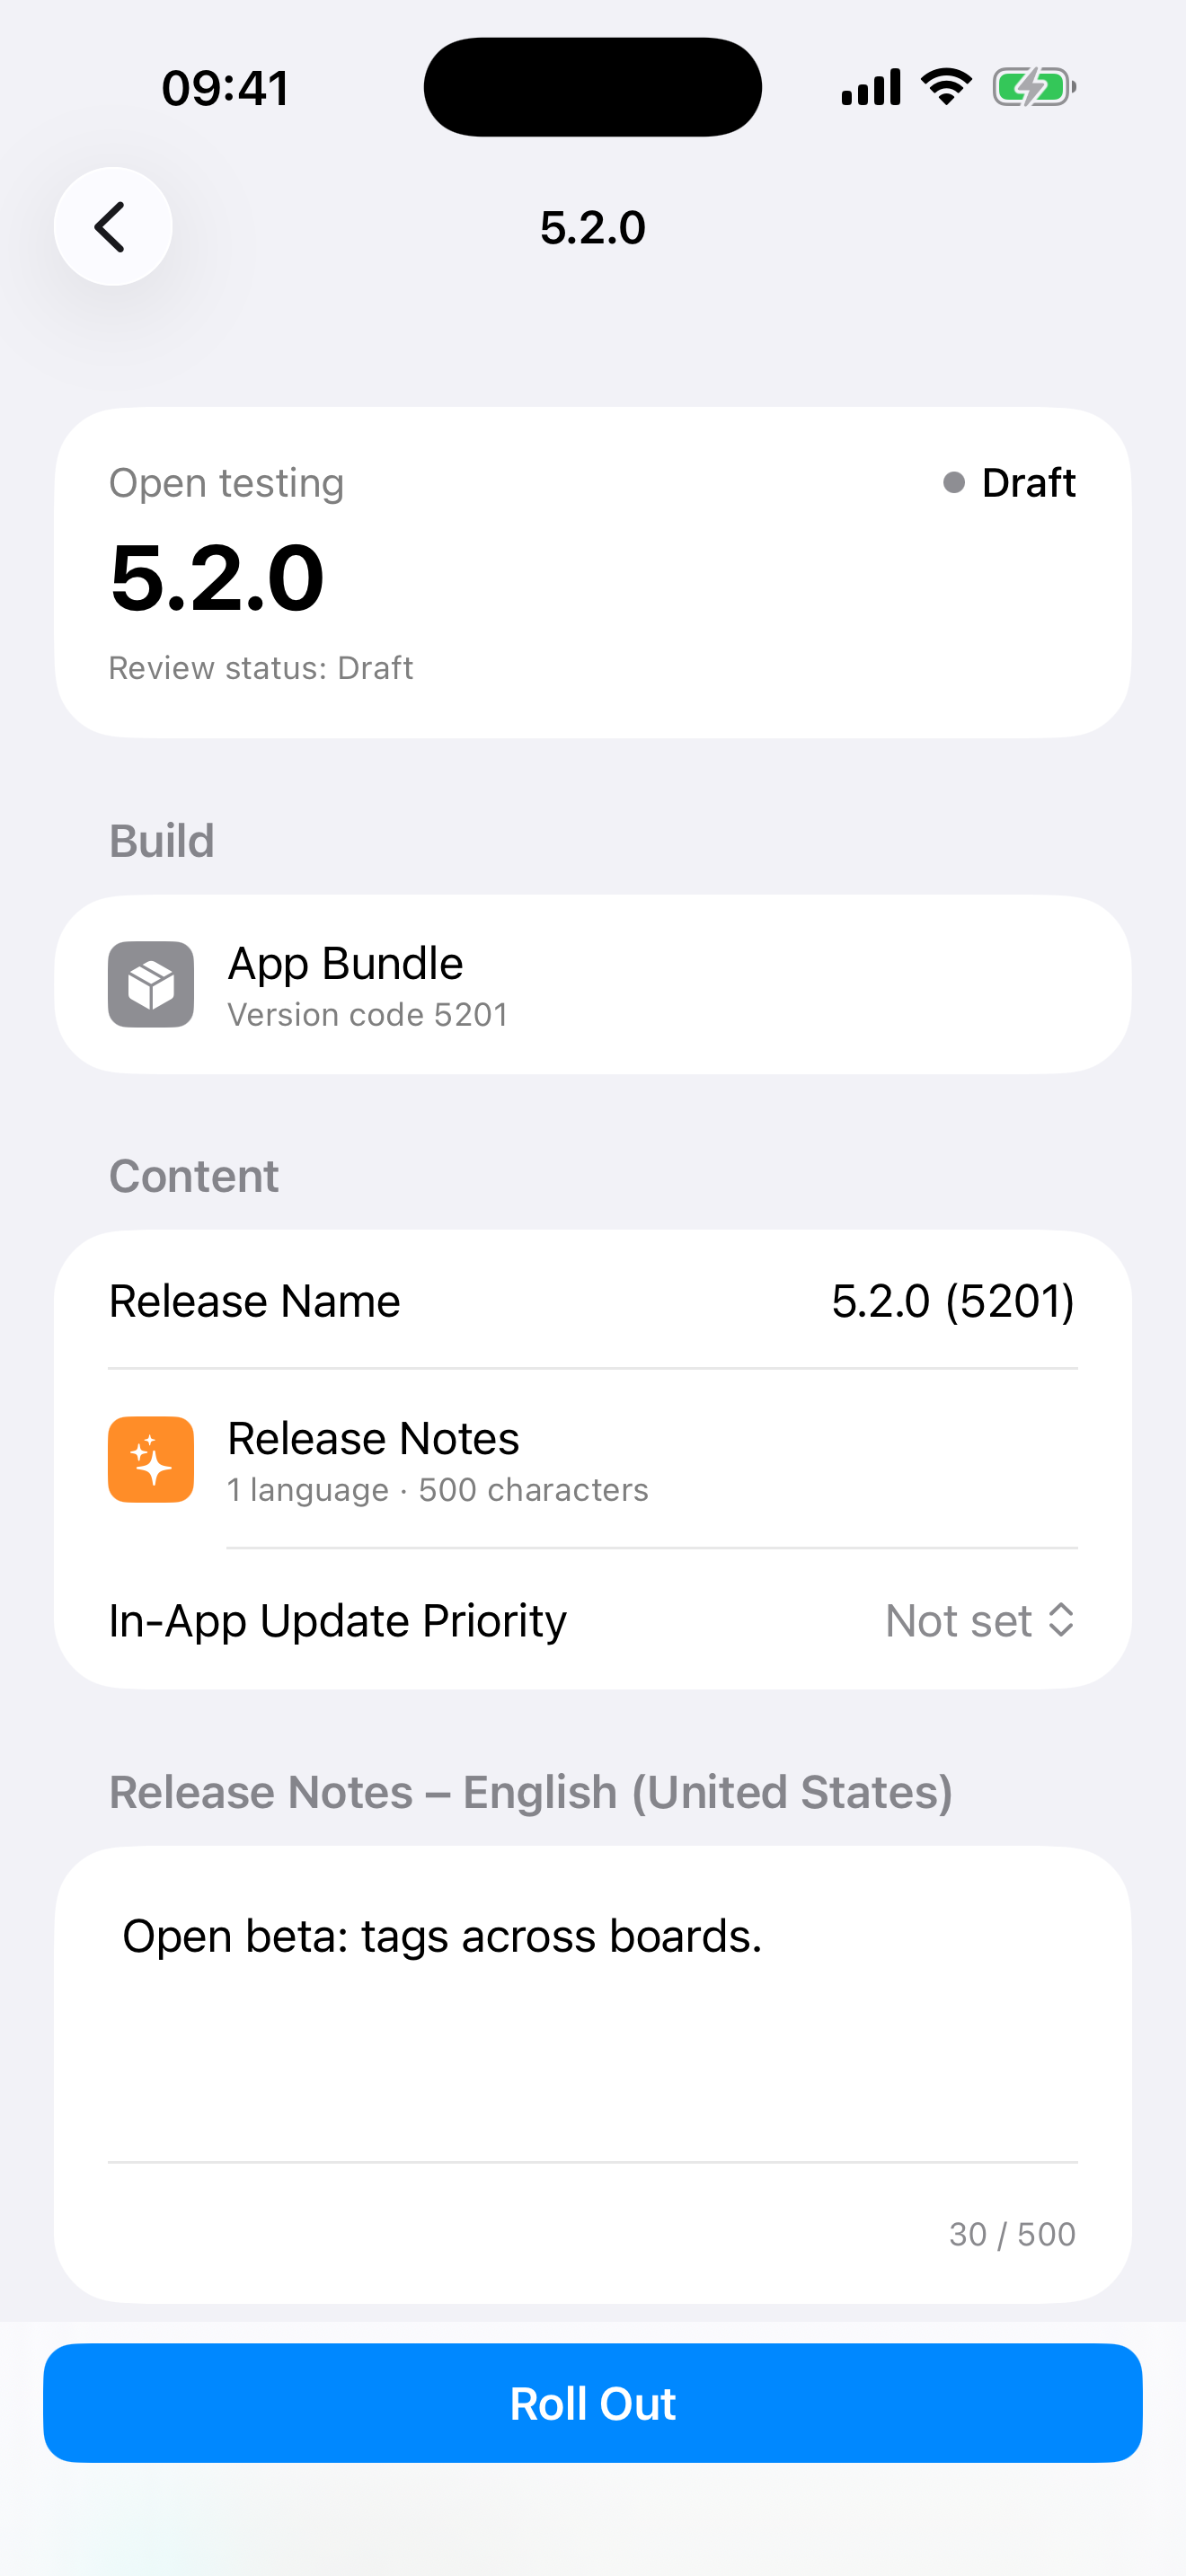 09:41
5.2.0
Open testing
Draft
5.2.0
Review status: Draft
Build
App Bundle
Version code 5201
Content
Release Name
5.2.0 (5201)
Release Notes
1 language · 500 characters
In-App Update Priority
Not set
Release Notes – English (United States)
Open beta: tags across boards.
30 / 500
Roll Out